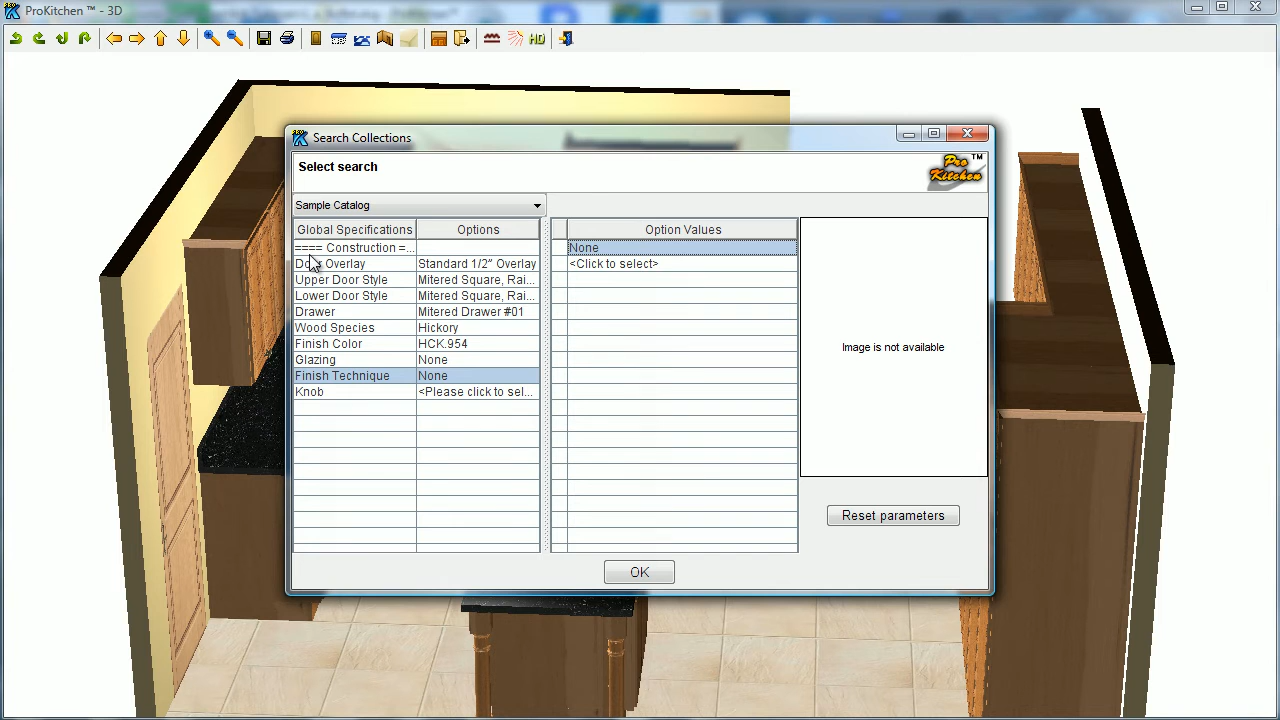 ProKitchen ™ - 3D
HD
Search Collections
Select search
Pro Kitchen ™
Sample Catalog
Global Specifications Options Option Values
==== Construction =... None
Door Overlay Standard 1/2" Overlay <Click to select>
Upper Door Style Mitered Square, Rai...
Lower Door Style Mitered Square, Rai...
Drawer Mitered Drawer #01
Wood Species Hickory
Finish Color HCK.954
Image is not available
Glazing None
Finish Technique None
Knob <Please click to sel...
Reset parameters
OK